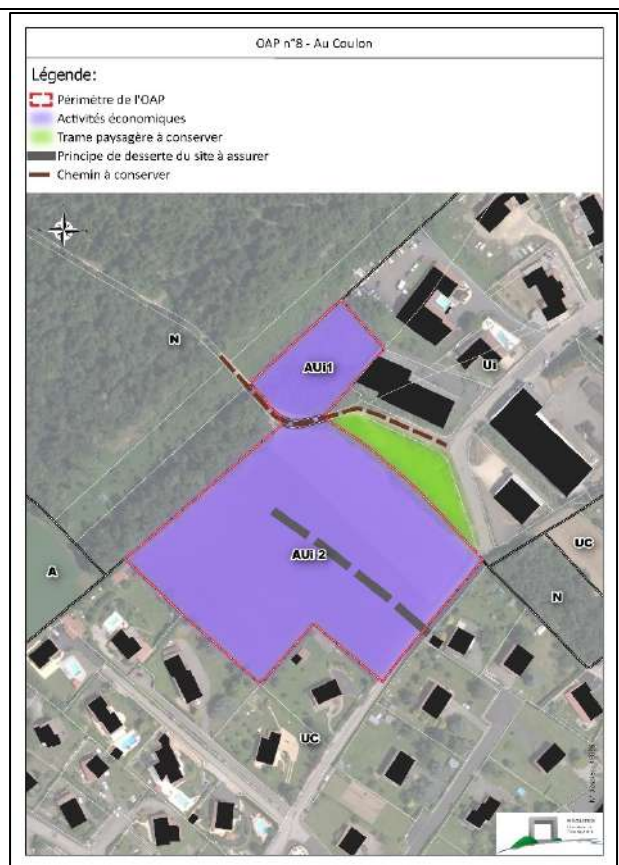 OAP n°8 - Au Coulon
Légende:
Périmètre de l'OAP
Activités économiques
Trame paysagère à conserver
Principe de desserte du site à assurer
Chemin à conserver
N
AUi1
Ui
AUi 2
UC
A
N
UC